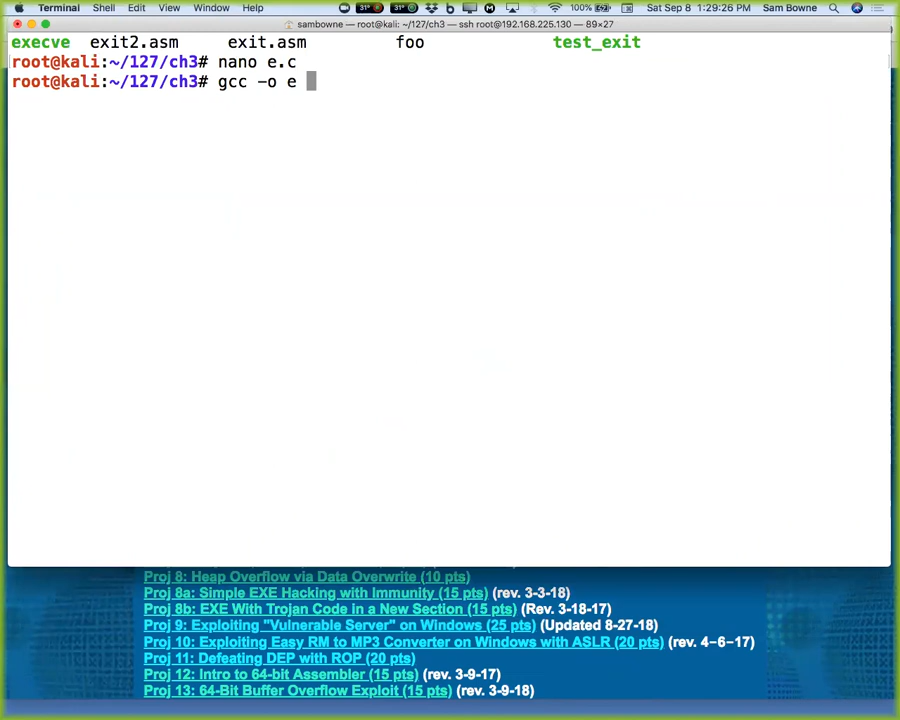 Terminal Shell Edit View Window Help 31° 31° 100% Sat Sep 8 1:29:26 PM Sam Bowne
sambowne — root@kali: ~/127/ch3 — ssh root@192.168.225.130 — 89×27
execve exit2.asm exit.asm foo test_exit
root@kali:~/127/ch3# nano e.c
root@kali:~/127/ch3# gcc -o e
Proj 8: Heap Overflow via Data Overwrite (10 pts)
Proj 8a: Simple EXE Hacking with Immunity (15 pts) (rev. 3-3-18)
Proj 8b: EXE With Trojan Code in a New Section (15 pts) (Rev. 3-18-17)
Proj 9: Exploiting "Vulnerable Server" on Windows (25 pts) (Updated 8-27-18)
Proj 10: Exploiting Easy RM to MP3 Converter on Windows with ASLR (20 pts) (rev. 4-6-17)
Proj 11: Defeating DEP with ROP (20 pts)
Proj 12: Intro to 64-bit Assembler (15 pts) (rev. 3-9-17)
Proj 13: 64-Bit Buffer Overflow Exploit (15 pts) (rev. 3-9-18)